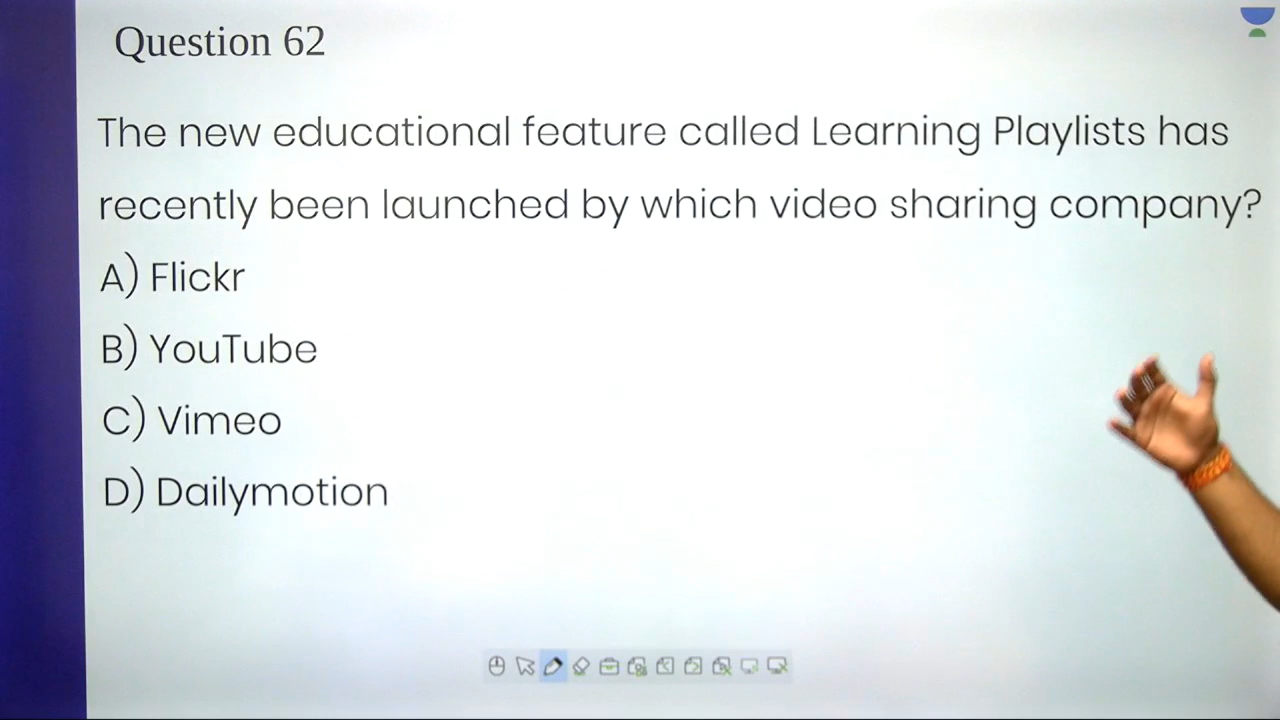 Question 62
The new educational feature called Learning Playlists has
recently been launched by which video sharing company?
A) Flickr
B) YouTube
C) Vimeo
D) Dailymotion